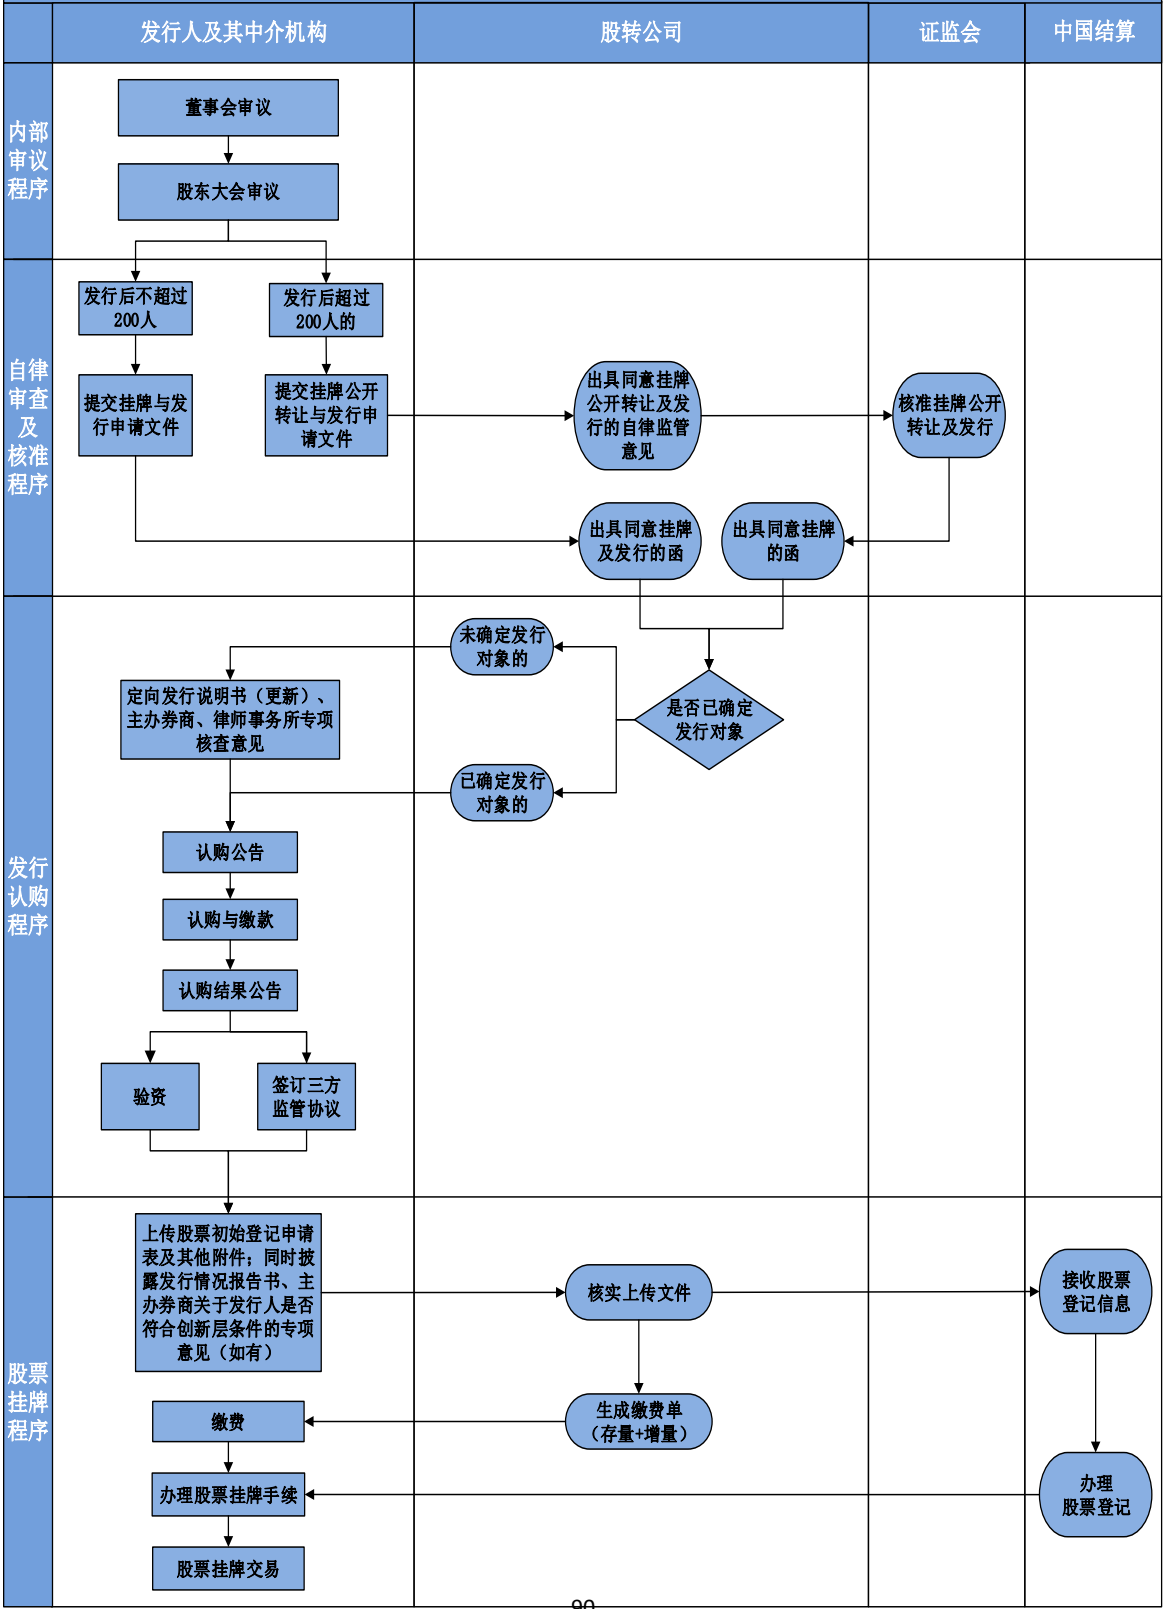 发行人及其中介机构
股转公司
证监会
中国结算
内部
审议
程序
董事会审议
股东大会审议
自律
审查
及
核准
程序
发行后不超过
200人
发行后超过
200人的
提交挂牌与发
行申请文件
提交挂牌公开
转让与发行申
请文件
出具同意挂牌
公开转让及发
行的自律监管
意见
核准挂牌公开
转让及发行
出具同意挂牌
及发行的函
出具同意挂牌
的函
发行
认购
程序
未确定发行
对象的
是否已确定
发行对象
定向发行说明书（更新）、
主办券商、律师事务所专项
核查意见
已确定发行
对象的
认购公告
认购与缴款
认购结果公告
验资
签订三方
监管协议
股票
挂牌
程序
上传股票初始登记申请
表及其他附件；同时披
露发行情况报告书、主
办券商关于发行人是否
符合创新层条件的专项
意见（如有）
核实上传文件
接收股票
登记信息
生成缴费单
（存量+增量）
缴费
办理股票挂牌手续
办理
股票登记
股票挂牌交易
90